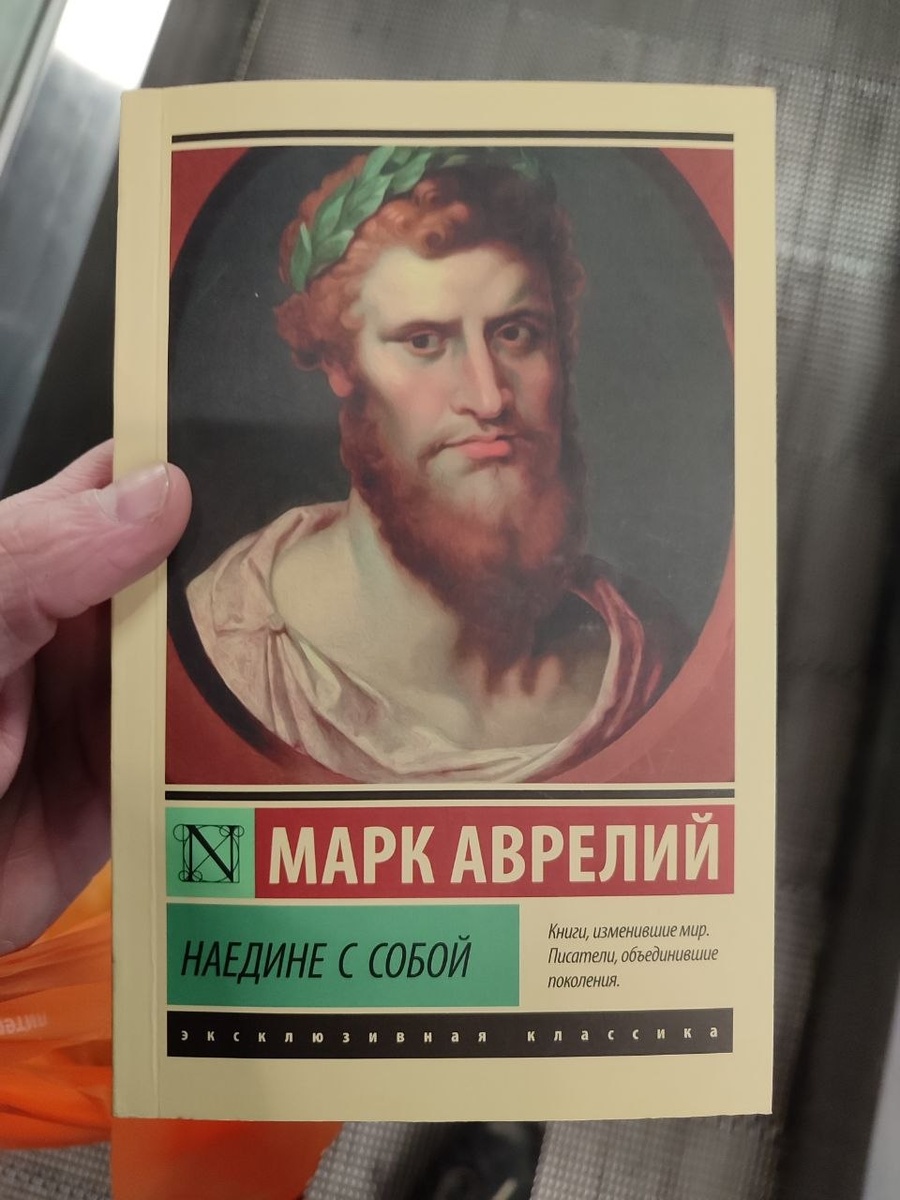 N МАРК АВРЕЛИЙ
НАЕДИНЕ С СОБОЙ
Книги, изменившие мир.
Писатели, объединившие
поколения.
эксклюзивная классика